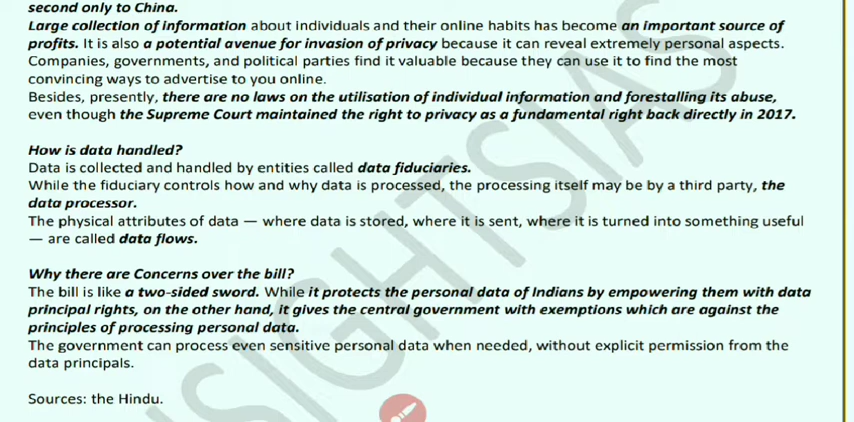 second only to China.
Large collection of information about individuals and their online habits has become an important source of
profits. It is also a potential avenue for invasion of privacy because it can reveal extremely personal aspects.
Companies, governments, and political parties find it valuable because they can use it to find the most
convincing ways to advertise to you online.
Besides, presently, there are no laws on the utilisation of individual information and forestalling its abuse,
even though the Supreme Court maintained the right to privacy as a fundamental right back directly in 2017.
How is data handled?
Data is collected and handled by entities called data fiduciaries.
While the fiduciary controls how and why data is processed, the processing itself may be by a third party, the
data processor.
The physical attributes of data — where data is stored, where it is sent, where it is turned into something useful
— are called data flows.
Why there are Concerns over the bill?
The bill is like a two-sided sword. While it protects the personal data of Indians by empowering them with data
principal rights, on the other hand, it gives the central government with exemptions which are against the
principles of processing personal data.
The government can process even sensitive personal data when needed, without explicit permission from the
data principals.
Sources: the Hindu.
NSIGHTSIAS